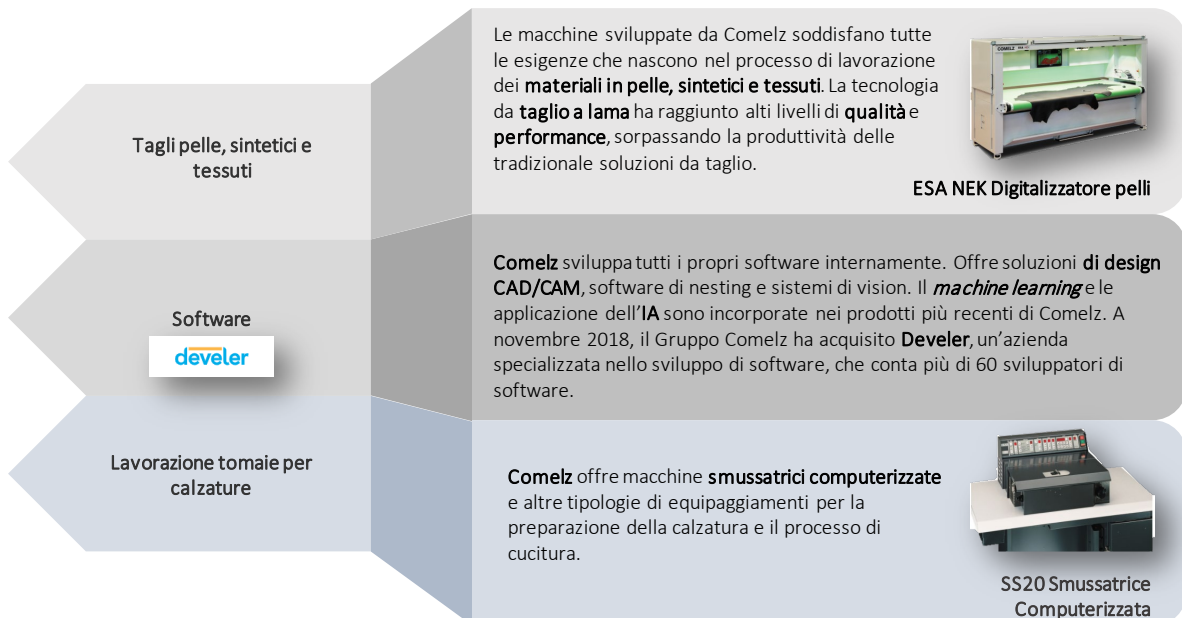 Tagli pelle, sintetici e
tessuti
Le macchine sviluppate da Comelz soddisfano tutte
le esigenze che nascono nel processo di lavorazione
dei materiali in pelle, sintetici e tessuti. La tecnologia
da taglio a lama ha raggiunto alti livelli di qualità e
performance, sorpassando la produttività delle
tradizionale soluzioni da taglio.
COMELZ
ESA NEK Digitalizzatore pelli
Software
develer
Comelz sviluppa tutti i propri software internamente. Offre soluzioni di design
CAD/CAM, software di nesting e sistemi di vision. Il machine learning e le
applicazione dell'IA sono incorporate nei prodotti più recenti di Comelz. A
novembre 2018, il Gruppo Comelz ha acquisito Develer, un'azienda
specializzata nello sviluppo di software, che conta più di 60 sviluppatori di
software.
Lavorazione tomaie per
calzature
Comelz offre macchine smussatrici computerizzate
e altre tipologie di equipaggiamenti per la
preparazione della calzatura e il processo di
cucitura.
SS20 Smussatrice
Computerizzata